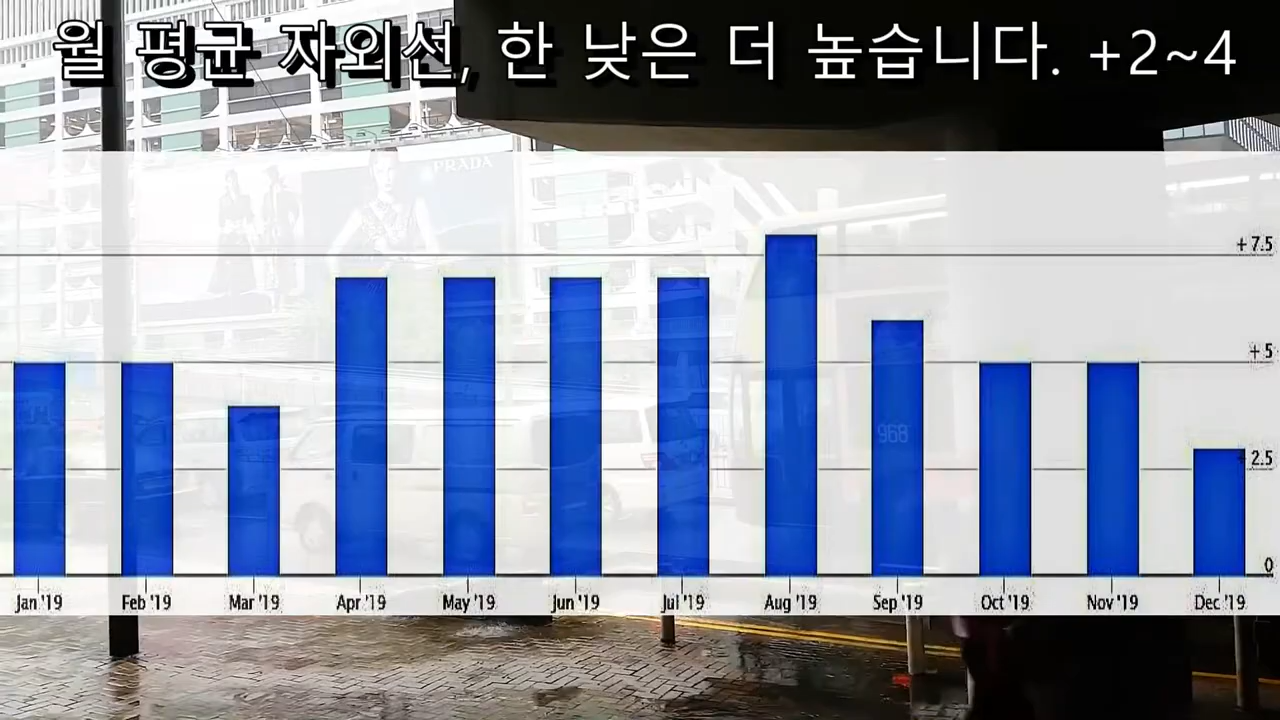 월 평균 자외선, 한 낮은 더 높습니다. +2~4
PRADA
+7.5
+5
968
+2.5
0
Jan '19 Feb '19 Mar '19 Apr '19 May '19 Jun '19 Jul '19 Aug '19 Sep '19 Oct '19 Nov '19 Dec '19